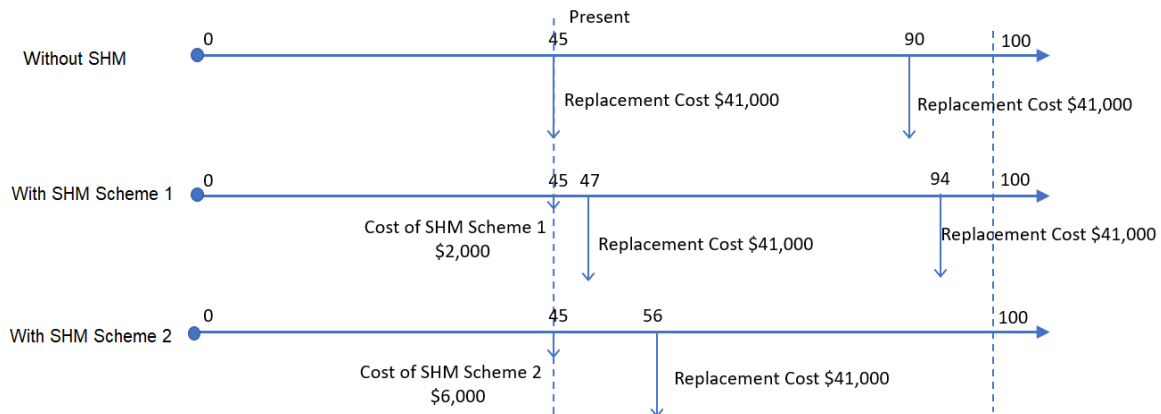 Present
0 45 90 100
Without SHM
Replacement Cost $41,000 Replacement Cost $41,000
0 45 47 94 100
With SHM Scheme 1
Cost of SHM Scheme 1
$2,000
Replacement Cost $41,000 Replacement Cost $41,000
0 45 56 100
With SHM Scheme 2
Cost of SHM Scheme 2
$6,000
Replacement Cost $41,000